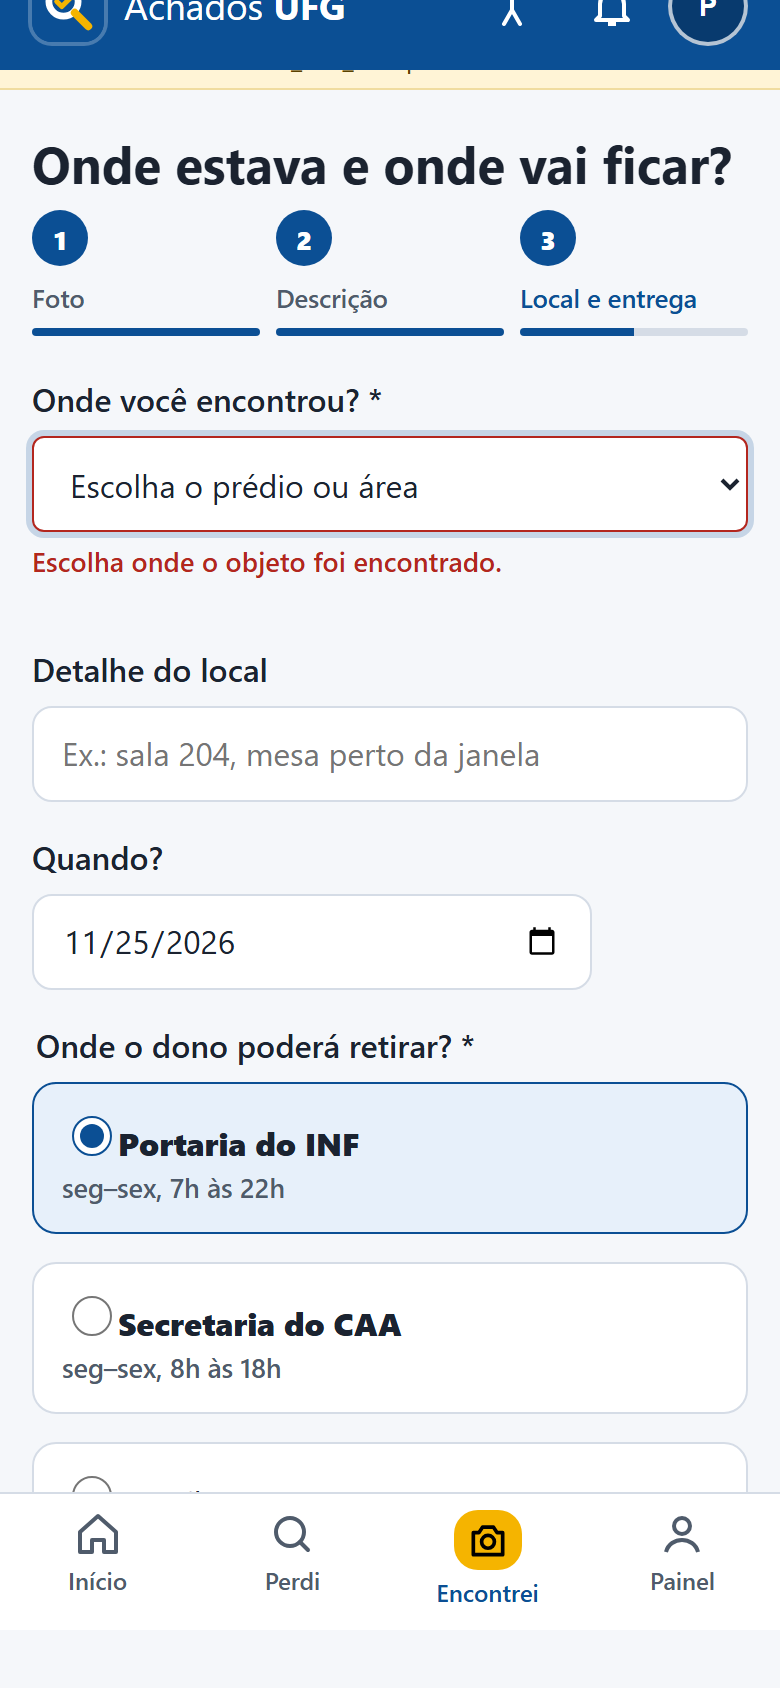 Achados UFG
P
Onde estava e onde vai ficar?
1
2
3
Foto
Descrição
Local e entrega
Onde você encontrou? *
Escolha o prédio ou área
Escolha onde o objeto foi encontrado.
Detalhe do local
Ex.: sala 204, mesa perto da janela
Quando?
11/25/2026
Onde o dono poderá retirar? *
Portaria do INF
seg–sex, 7h às 22h
Secretaria do CAA
seg–sex, 8h às 18h
Início
Perdi
Encontrei
Painel